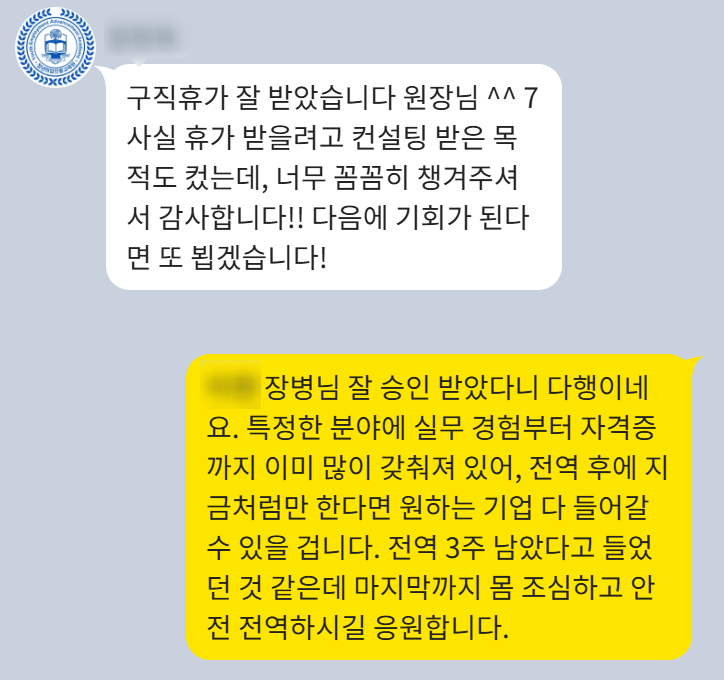 구직휴가 잘 받았습니다 원장님 ^^ 7
사실 휴가 받을려고 컨설팅 받은 목
적도 컸는데, 너무 꼼꼼히 챙겨주셔
서 감사합니다!! 다음에 기회가 된다
면 또 뵙겠습니다!
장병님 잘 승인 받았다니 다행이네
요. 특정한 분야에 실무 경험부터 자격증
까지 이미 많이 갖춰져 있어, 전역 후에 지
금처럼만 한다면 원하는 기업 다 들어갈
수 있을 겁니다. 전역 3주 남았다고 들었
던 것 같은데 마지막까지 몸 조심하고 안
전 전역하시길 응원합니다.